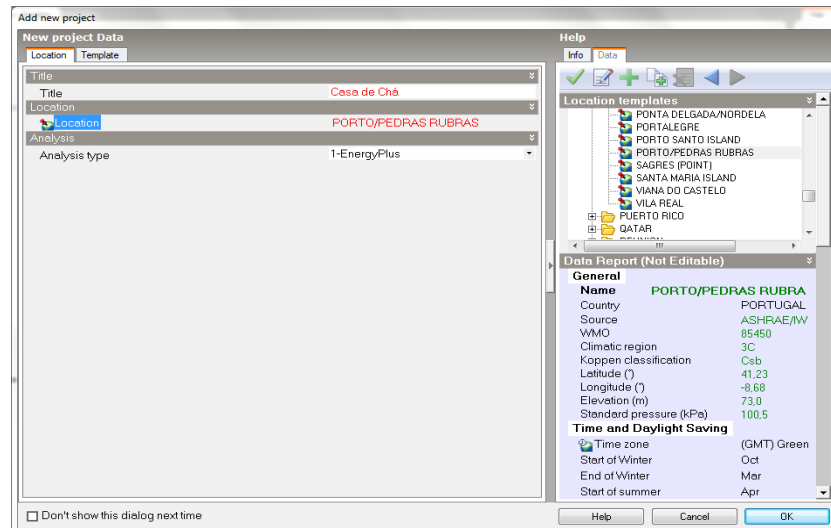 Add new project
New project Data
Location Template
Title
Title Casa de Chá
Location
Location PORTO/PEDRAS RUBRAS
Analysis
Analysis type 1-EnergyPlus
Don't show this dialog next time
Help
Info Data
Location templates
PONTA DELGADA/NORDELA
PORTALEGRE
PORTO SANTO ISLAND
PORTO/PEDRAS RUBRAS
SAGRES (POINT)
SANTA MARIA ISLAND
VIANA DO CASTELO
VILA REAL
PUERTO RICO
QATAR
Data Report (Not Editable)
General
Name PORTO/PEDRAS RUBRA
Country PORTUGAL
Source ASHRAE/IW
WMO 85450
Climatic region 3C
Koppen classification Csb
Latitude (°) 41,23
Longitude (°) -8,68
Elevation (m) 73,0
Standard pressure (kPa) 100,5
Time and Daylight Saving
Time zone (GMT) Green
Start of Winter Oct
End of Winter Mar
Start of summer Apr
Help Cancel OK